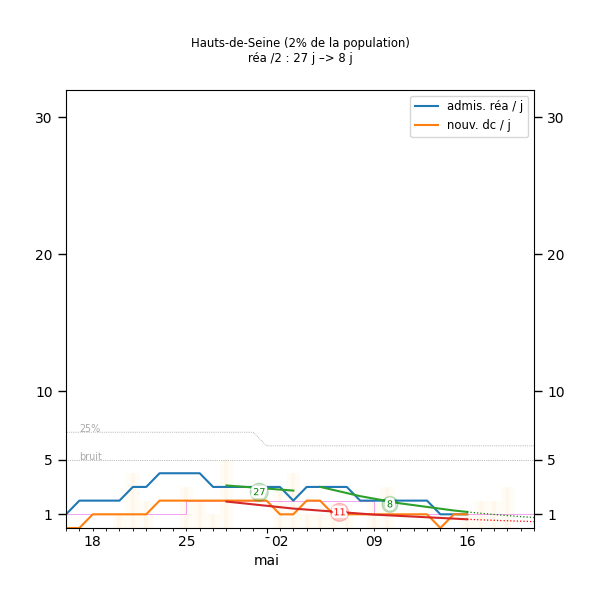 Hauts-de-Seine (2% de la population)
réa /2 : 27 j –> 8 j
admis. réa / j
nouv. dc / j
30 30
20 20
10 10
25%
bruit
5 5
27
8
11
1 1
18 25 02 09 16
mai